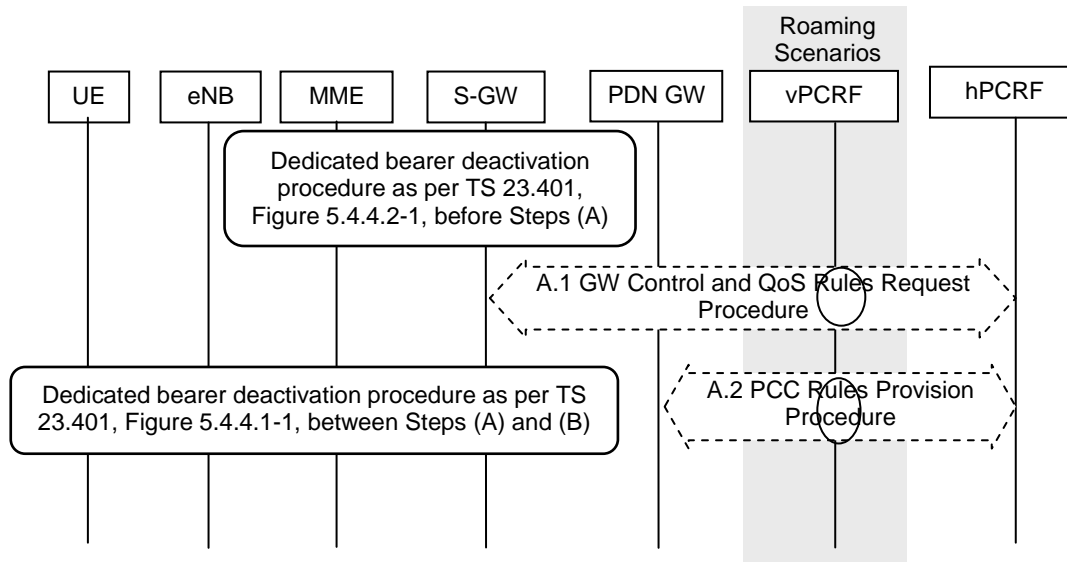 Roaming
Scenarios
UE
eNB
MME
S-GW
PDN GW
vPCRF
hPCRF
Dedicated bearer deactivation
procedure as per TS 23.401,
Figure 5.4.4.2-1, before Steps (A)
A.1 GW Control and QoS Rules Request
Procedure
Dedicated bearer deactivation procedure as per TS
23.401, Figure 5.4.4.1-1, between Steps (A) and (B)
A.2 PCC Rules Provision
Procedure